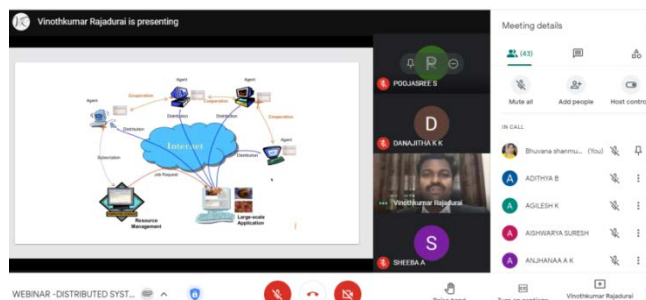 Vinothkumar Rajadurai is presenting
Agent
Agent
Agent
Cooperation
Cooperation
Cooperation
Distribution
Distribution
Distribution
Agent
Internet
Distribution
Subscription
Job Request
Resource
Management
Large-scale
Application
R
POOJASREE S
D
DANAJITHA K K
Vinothkumar Rajadurai
S
SHEEBA A
Meeting details
(43)
Mute all
Add people
Host contro
IN CALL
Bhuvana shanmu... (You)
A
ADITHYA B
A
AGILESH K
A
AISHWARYA SURESH
A
ANJHANAA A K
WEBINAR -DISTRIBUTED SYST...
Raise hand
Turn on captions
Vinothkumar Rajadurai